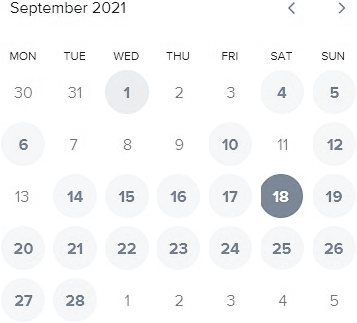 September 2021
MON TUE WED THU FRI SAT SUN
30 31 1 2 3 4 5
6 7 8 9 10 11 12
13 14 15 16 17 18 19
20 21 22 23 24 25 26
27 28 1 2 3 4 5